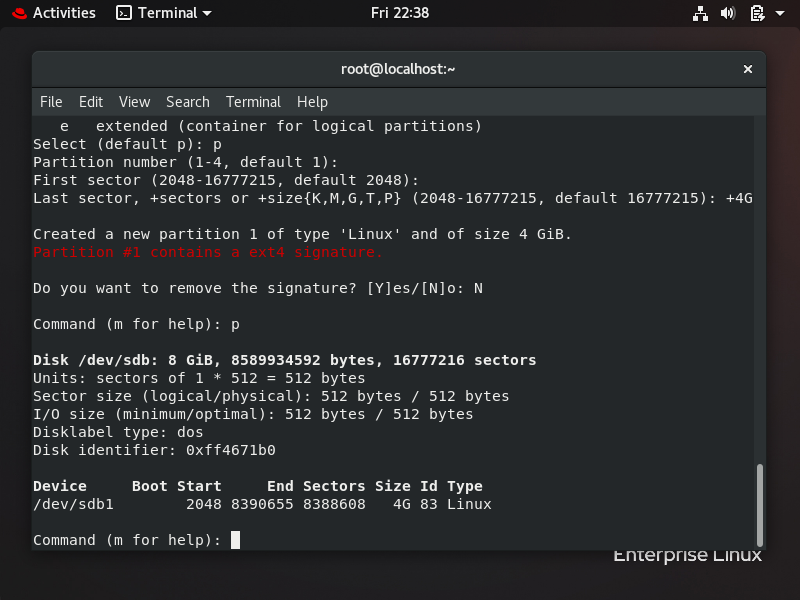 Activities Terminal Fri 22:38
root@localhost:~
File Edit View Search Terminal Help
   e   extended (container for logical partitions)
Select (default p): p
Partition number (1-4, default 1):
First sector (2048-16777215, default 2048):
Last sector, +sectors or +size{K,M,G,T,P} (2048-16777215, default 16777215): +4G
Created a new partition 1 of type 'Linux' and of size 4 GiB.
Partition #1 contains a ext4 signature.
Do you want to remove the signature? [Y]es/[N]o: N
Command (m for help): p
Disk /dev/sdb: 8 GiB, 8589934592 bytes, 16777216 sectors
Units: sectors of 1 * 512 = 512 bytes
Sector size (logical/physical): 512 bytes / 512 bytes
I/O size (minimum/optimal): 512 bytes / 512 bytes
Disklabel type: dos
Disk identifier: 0xff4671b0
Device     Boot Start     End Sectors Size Id Type
/dev/sdb1        2048 8390655 8388608   4G 83 Linux
Command (m for help):
Enterprise Linux